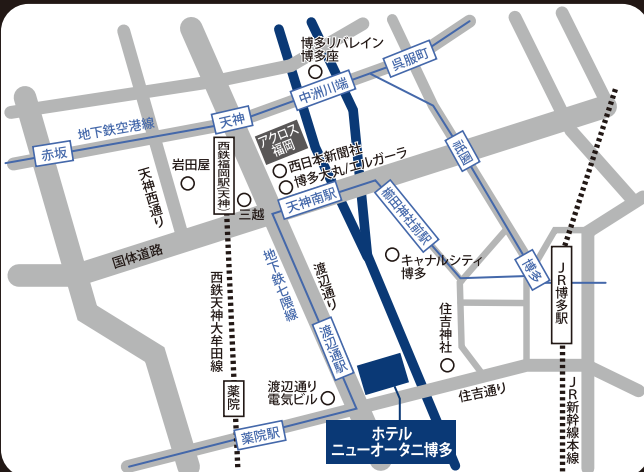 博多リバレイン
博多座
呉服町
中洲川端
天神
地下鉄空港線
赤坂
アクロス
福岡
西鉄福岡駅(天神)
岩田屋
西日本新聞社
博多大丸/エルガーラ
祇園
天神西通り
三越
天神南駅
櫛田神社前駅
国体道路
地下鉄七隈線
渡辺通り
キャナルシティ
博多
博多
JR博多駅
西鉄天神大牟田線
住吉神社
渡辺通駅
薬院
渡辺通り
電気ビル
住吉通り
JR新幹線本線
薬院駅
ホテル
ニューオータニ博多